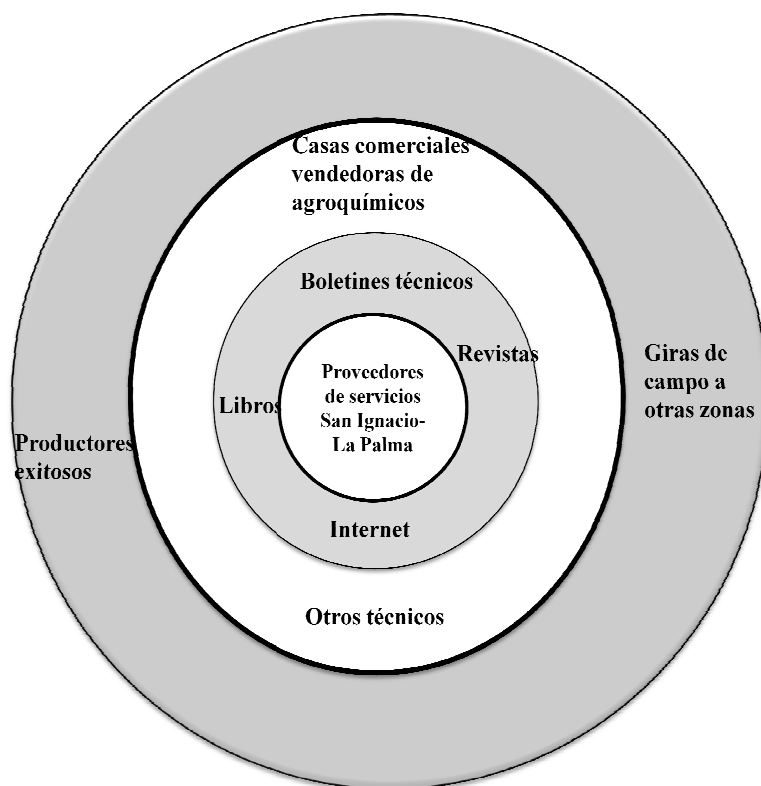 Casas comerciales
vendedoras de
agroquímicos
Boletines técnicos
Revistas
Proveedores
de servicios
San Ignacio-
La Palma
Libros
Giras de
campo a
otras zonas
Productores
exitosos
Internet
Otros técnicos